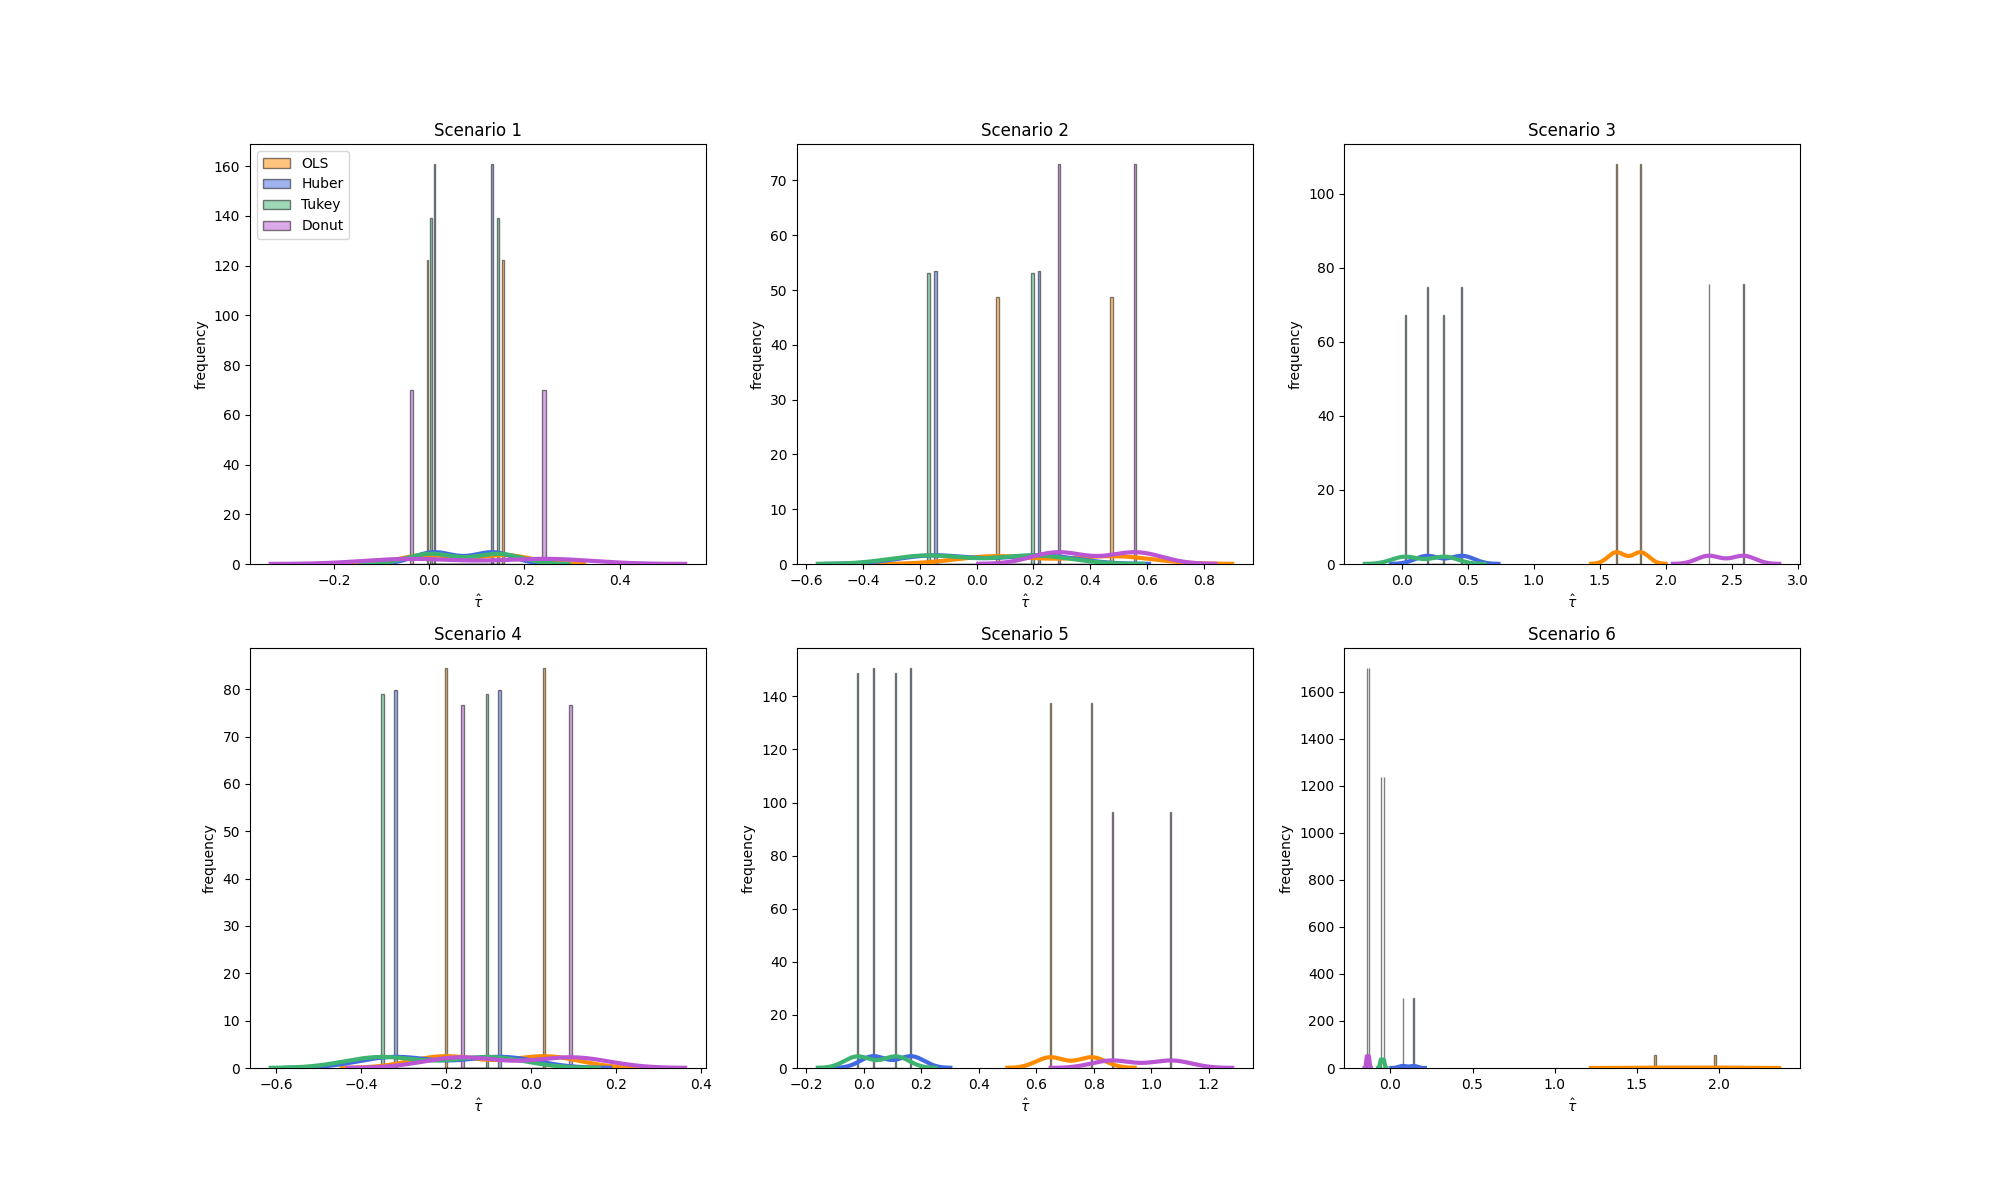 Scenario 1
frequency
160
140
120
100
80
60
40
20
0
OLS
Huber
Tukey
Donut
−0.2 0.0 0.2 0.4
τ̂
Scenario 2
frequency
70
60
50
40
30
20
10
0
−0.6 −0.4 −0.2 0.0 0.2 0.4 0.6 0.8
τ̂
Scenario 3
frequency
100
80
60
40
20
0
0.0 0.5 1.0 1.5 2.0 2.5 3.0
τ̂
Scenario 4
frequency
80
70
60
50
40
30
20
10
0
−0.6 −0.4 −0.2 0.0 0.2 0.4
τ̂
Scenario 5
frequency
140
120
100
80
60
40
20
0
−0.2 0.0 0.2 0.4 0.6 0.8 1.0 1.2
τ̂
Scenario 6
frequency
1600
1400
1200
1000
800
600
400
200
0
0.0 0.5 1.0 1.5 2.0
τ̂